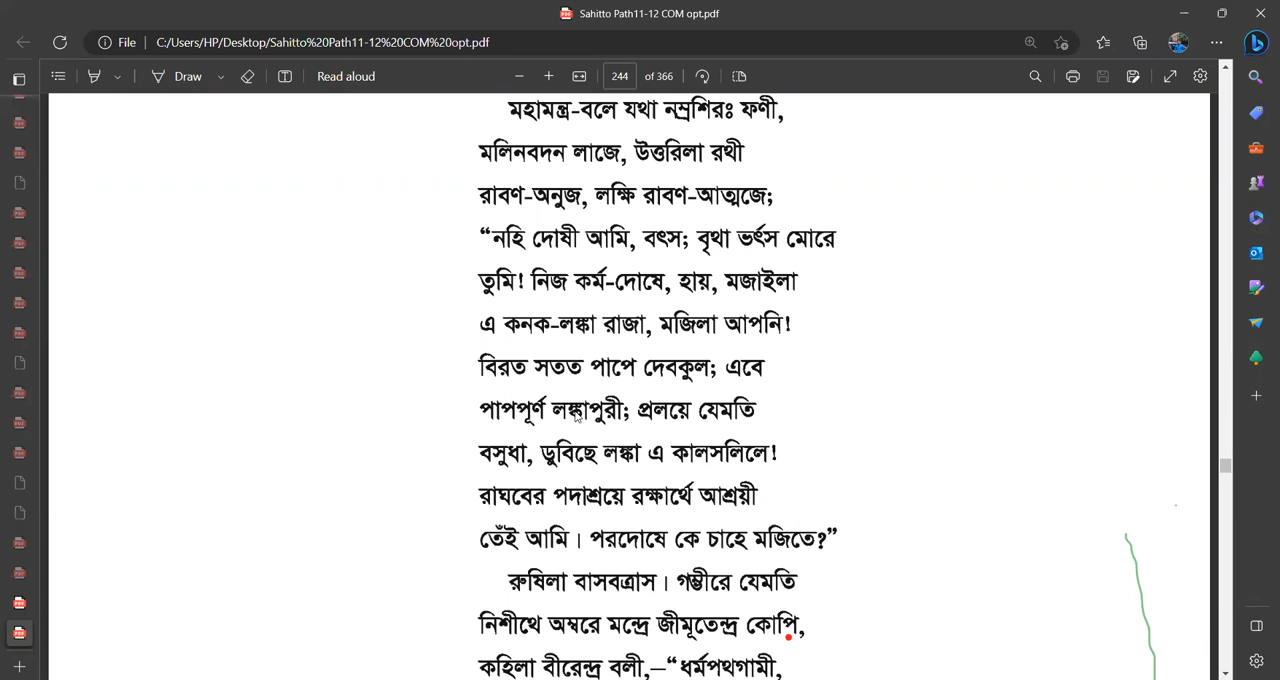 Sahitto Path11-12 COM opt.pdf
File C:/Users/HP/Desktop/Sahitto%20Path11-12%20COM%20opt.pdf
Draw Read aloud 244 of 366
মহামন্ত্র-বলে যথা নম্রশিরঃ ফণী,
মলিনবদন লাজে, উত্তরিলা রথী
রাবণ-অনুজ, লক্ষি রাবণ-আত্মজে;
“নহি দোষী আমি, বৎস; বৃথা ভর্ৎস মোরে
তুমি! নিজ কর্ম-দোষে, হায়, মজাইলা
এ কনক-লঙ্কা রাজা, মজিলা আপনি!
বিরত সতত পাপে দেবকুল; এবে
পাপপূর্ণ লঙ্কাপুরী; প্রলয়ে যেমতি
বসুধা, ডুবিছে লঙ্কা এ কালসলিলে!
রাঘবের পদাশ্রয়ে রক্ষার্থে আশ্রয়ী
তেঁই আমি। পরদোষে কে চাহে মজিতে?”
রুষিলা বাসবত্রাস। গম্ভীরে যেমতি
নিশীথে অম্বরে মন্দ্রে জীমূতেন্দ্র কোপি,
কহিলা বীরেন্দ্র বলী,—“ধর্মপথগামী,